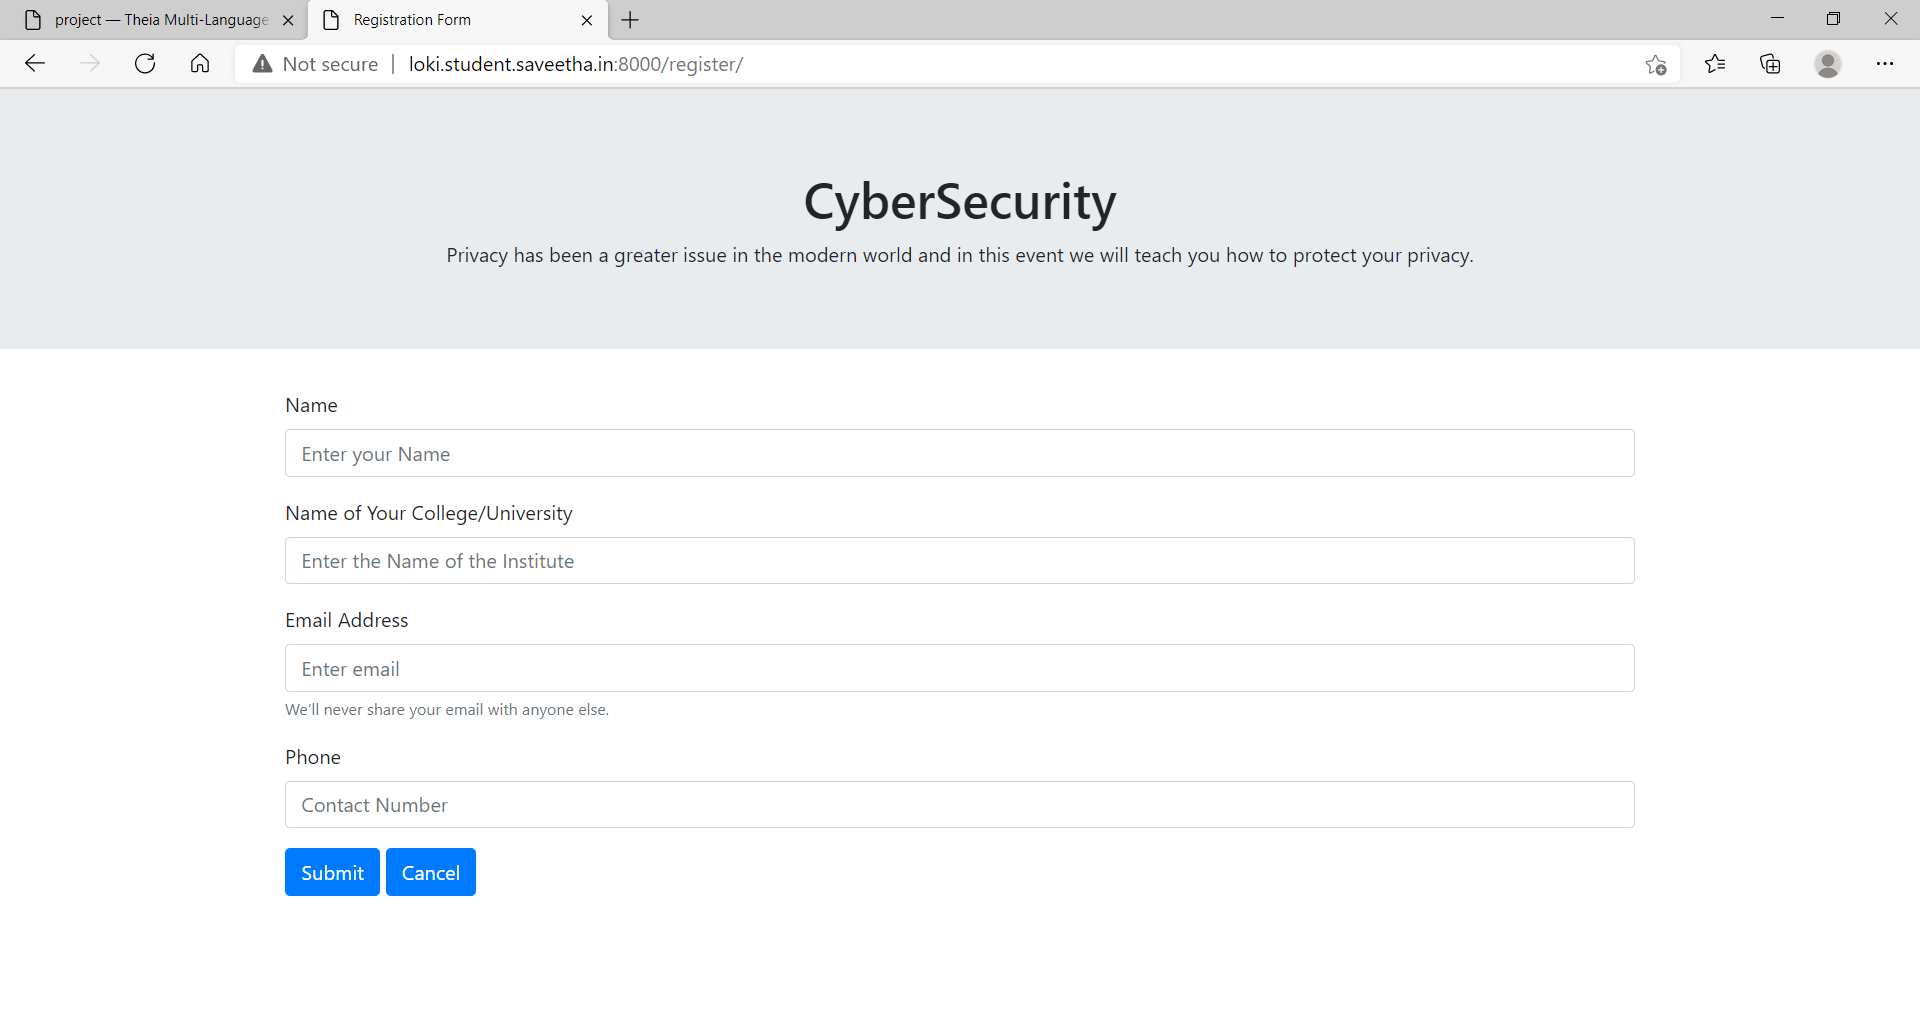 project — Theia Multi-Language
Registration Form
Not secure
loki.student.saveetha.in:8000/register/
CyberSecurity
Privacy has been a greater issue in the modern world and in this event we will teach you how to protect your privacy.
Name
Enter your Name
Name of Your College/University
Enter the Name of the Institute
Email Address
Enter email
We'll never share your email with anyone else.
Phone
Contact Number
Submit Cancel